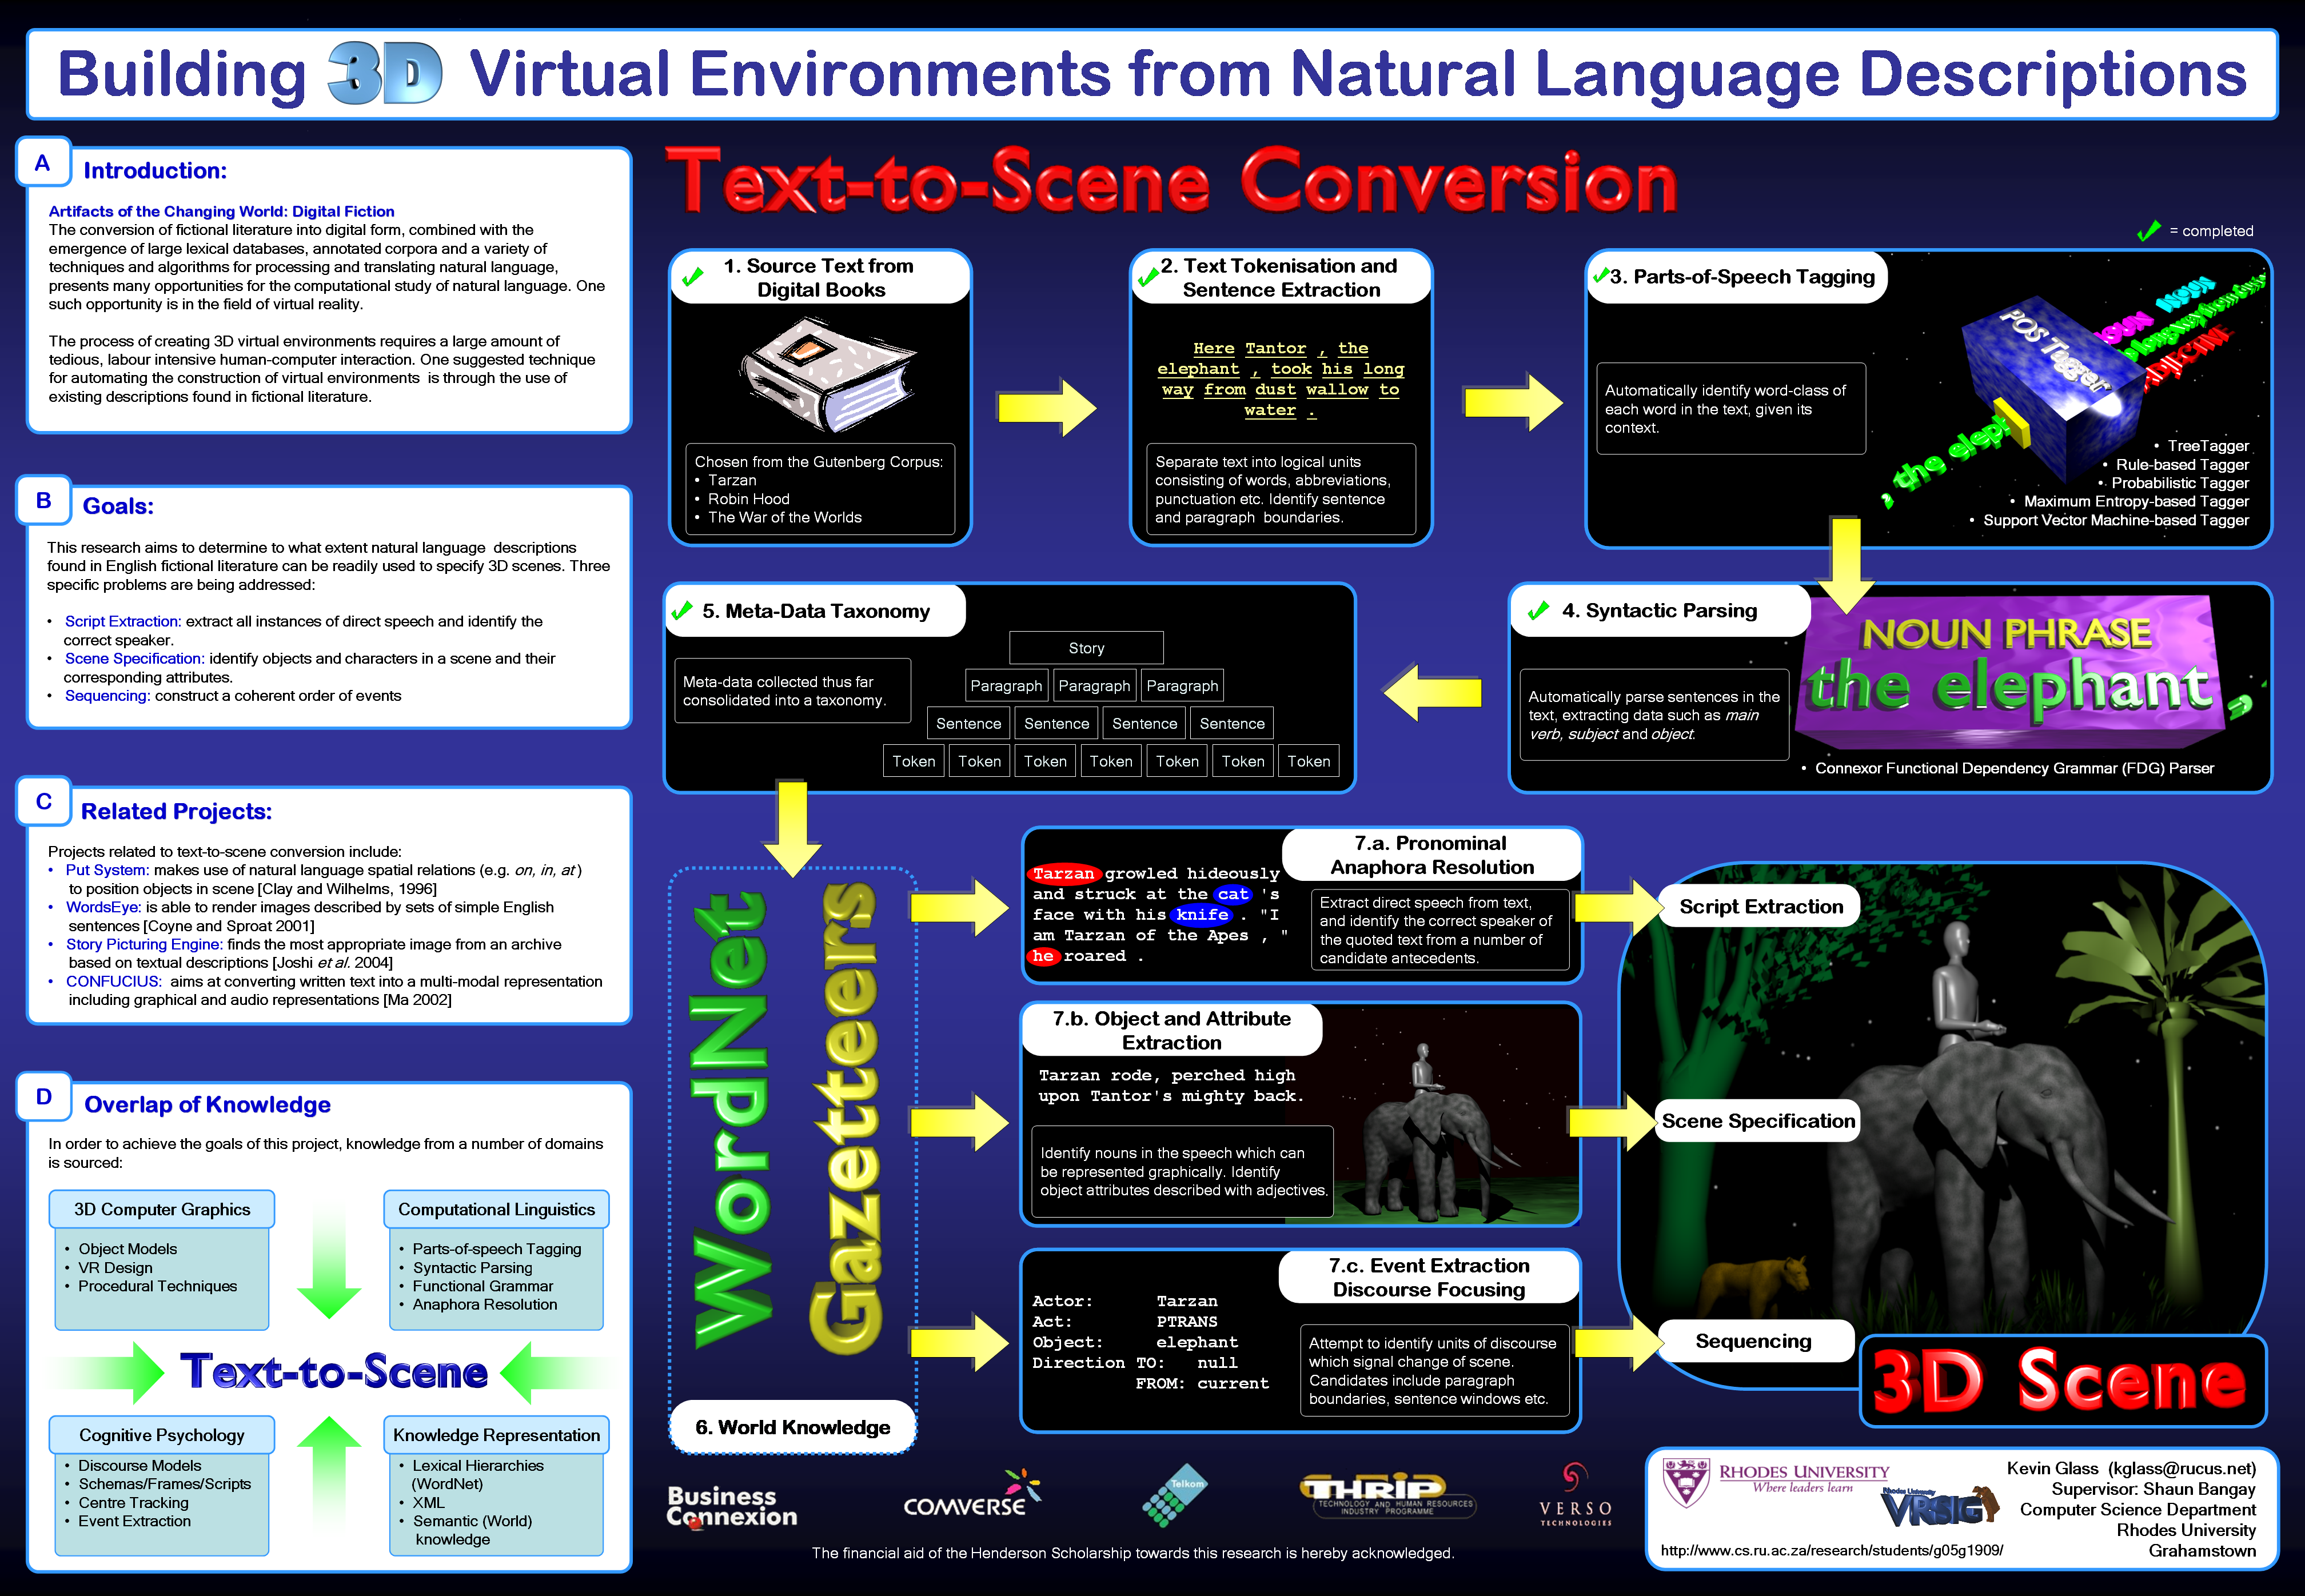 Building 3D Virtual Environments from Natural Language Descriptions
A
Introduction:
Artifacts of the Changing World: Digital Fiction
The conversion of fictional literature into digital form, combined with the
emergence of large lexical databases, annotated corpora and a variety of
techniques and algorithms for processing and translating natural language,
presents many opportunities for the computational study of natural language. One
such opportunity is in the field of virtual reality.
The process of creating 3D virtual environments requires a large amount of
tedious, labour intensive human-computer interaction. One suggested technique
for automating the construction of virtual environments is through the use of
existing descriptions found in fictional literature.
B
Goals:
This research aims to determine to what extent natural language descriptions
found in English fictional literature can be readily used to specify 3D scenes. Three
specific problems are being addressed:
• Script Extraction: extract all instances of direct speech and identify the
correct speaker.
• Scene Specification: identify objects and characters in a scene and their
corresponding attributes.
• Sequencing: construct a coherent order of events
C
Related Projects:
Projects related to text-to-scene conversion include:
• Put System: makes use of natural language spatial relations (e.g. on, in, at)
to position objects in scene [Clay and Wilhelms, 1996]
• WordsEye: is able to render images described by sets of simple English
sentences [Coyne and Sproat 2001]
• Story Picturing Engine: finds the most appropriate image from an archive
based on textual descriptions [Joshi et al. 2004]
• CONFUCIUS: aims at converting written text into a multi-modal representation
including graphical and audio representations [Ma 2002]
D
Overlap of Knowledge
In order to achieve the goals of this project, knowledge from a number of domains
is sourced:
3D Computer Graphics
• Object Models
• VR Design
• Procedural Techniques
Computational Linguistics
• Parts-of-speech Tagging
• Syntactic Parsing
• Functional Grammar
• Anaphora Resolution
Text-to-Scene
Cognitive Psychology
• Discourse Models
• Schemas/Frames/Scripts
• Centre Tracking
• Event Extraction
Knowledge Representation
• Lexical Hierarchies
(WordNet)
• XML
• Semantic (World)
knowledge
Text-to-Scene Conversion
= completed
1. Source Text from
Digital Books
Chosen from the Gutenberg Corpus:
• Tarzan
• Robin Hood
• The War of the Worlds
2. Text Tokenisation and
Sentence Extraction
Here Tantor , the
elephant , took his long
way from dust wallow to
water .
Separate text into logical units
consisting of words, abbreviations,
punctuation etc. Identify sentence
and paragraph boundaries.
3. Parts-of-Speech Tagging
Automatically identify word-class of
each word in the text, given its
context.
POS Tagger
Noun
, the eleph
• TreeTagger
• Rule-based Tagger
• Probabilistic Tagger
• Maximum Entropy-based Tagger
• Support Vector Machine-based Tagger
4. Syntactic Parsing
Automatically parse sentences in the
text, extracting data such as main
verb, subject and object.
NOUN PHRASE
the elephant ,
• Connexor Functional Dependency Grammar (FDG) Parser
5. Meta-Data Taxonomy
Meta-data collected thus far
consolidated into a taxonomy.
Story
Paragraph Paragraph Paragraph
Sentence Sentence Sentence Sentence
Token Token Token Token Token Token Token
WordNet
Gazetteers
6. World Knowledge
7.a. Pronominal
Anaphora Resolution
Tarzan growled hideously
and struck at the cat 's
face with his knife . "I
am Tarzan of the Apes , "
he roared .
Extract direct speech from text,
and identify the correct speaker of
the quoted text from a number of
candidate antecedents.
7.b. Object and Attribute
Extraction
Tarzan rode, perched high
upon Tantor's mighty back.
Identify nouns in the speech which can
be represented graphically. Identify
object attributes described with adjectives.
7.c. Event Extraction
Discourse Focusing
Actor: Tarzan
Act: PTRANS
Object: elephant
Direction TO: null
FROM: current
Attempt to identify units of discourse
which signal change of scene.
Candidates include paragraph
boundaries, sentence windows etc.
Script Extraction
Scene Specification
Sequencing
3D Scene
Business
Connexion
COMVERSE
Telkom
THRIP
TECHNOLOGY AND HUMAN RESOURCES
INDUSTRY PROGRAMME
VERSO
TECHNOLOGIES
The financial aid of the Henderson Scholarship towards this research is hereby acknowledged.
RHODES UNIVERSITY
Where leaders learn
Rhodes University
VRSIG
Kevin Glass (kglass@rucus.net)
Supervisor: Shaun Bangay
Computer Science Department
Rhodes University
Grahamstown
http://www.cs.ru.ac.za/research/students/g05g1909/